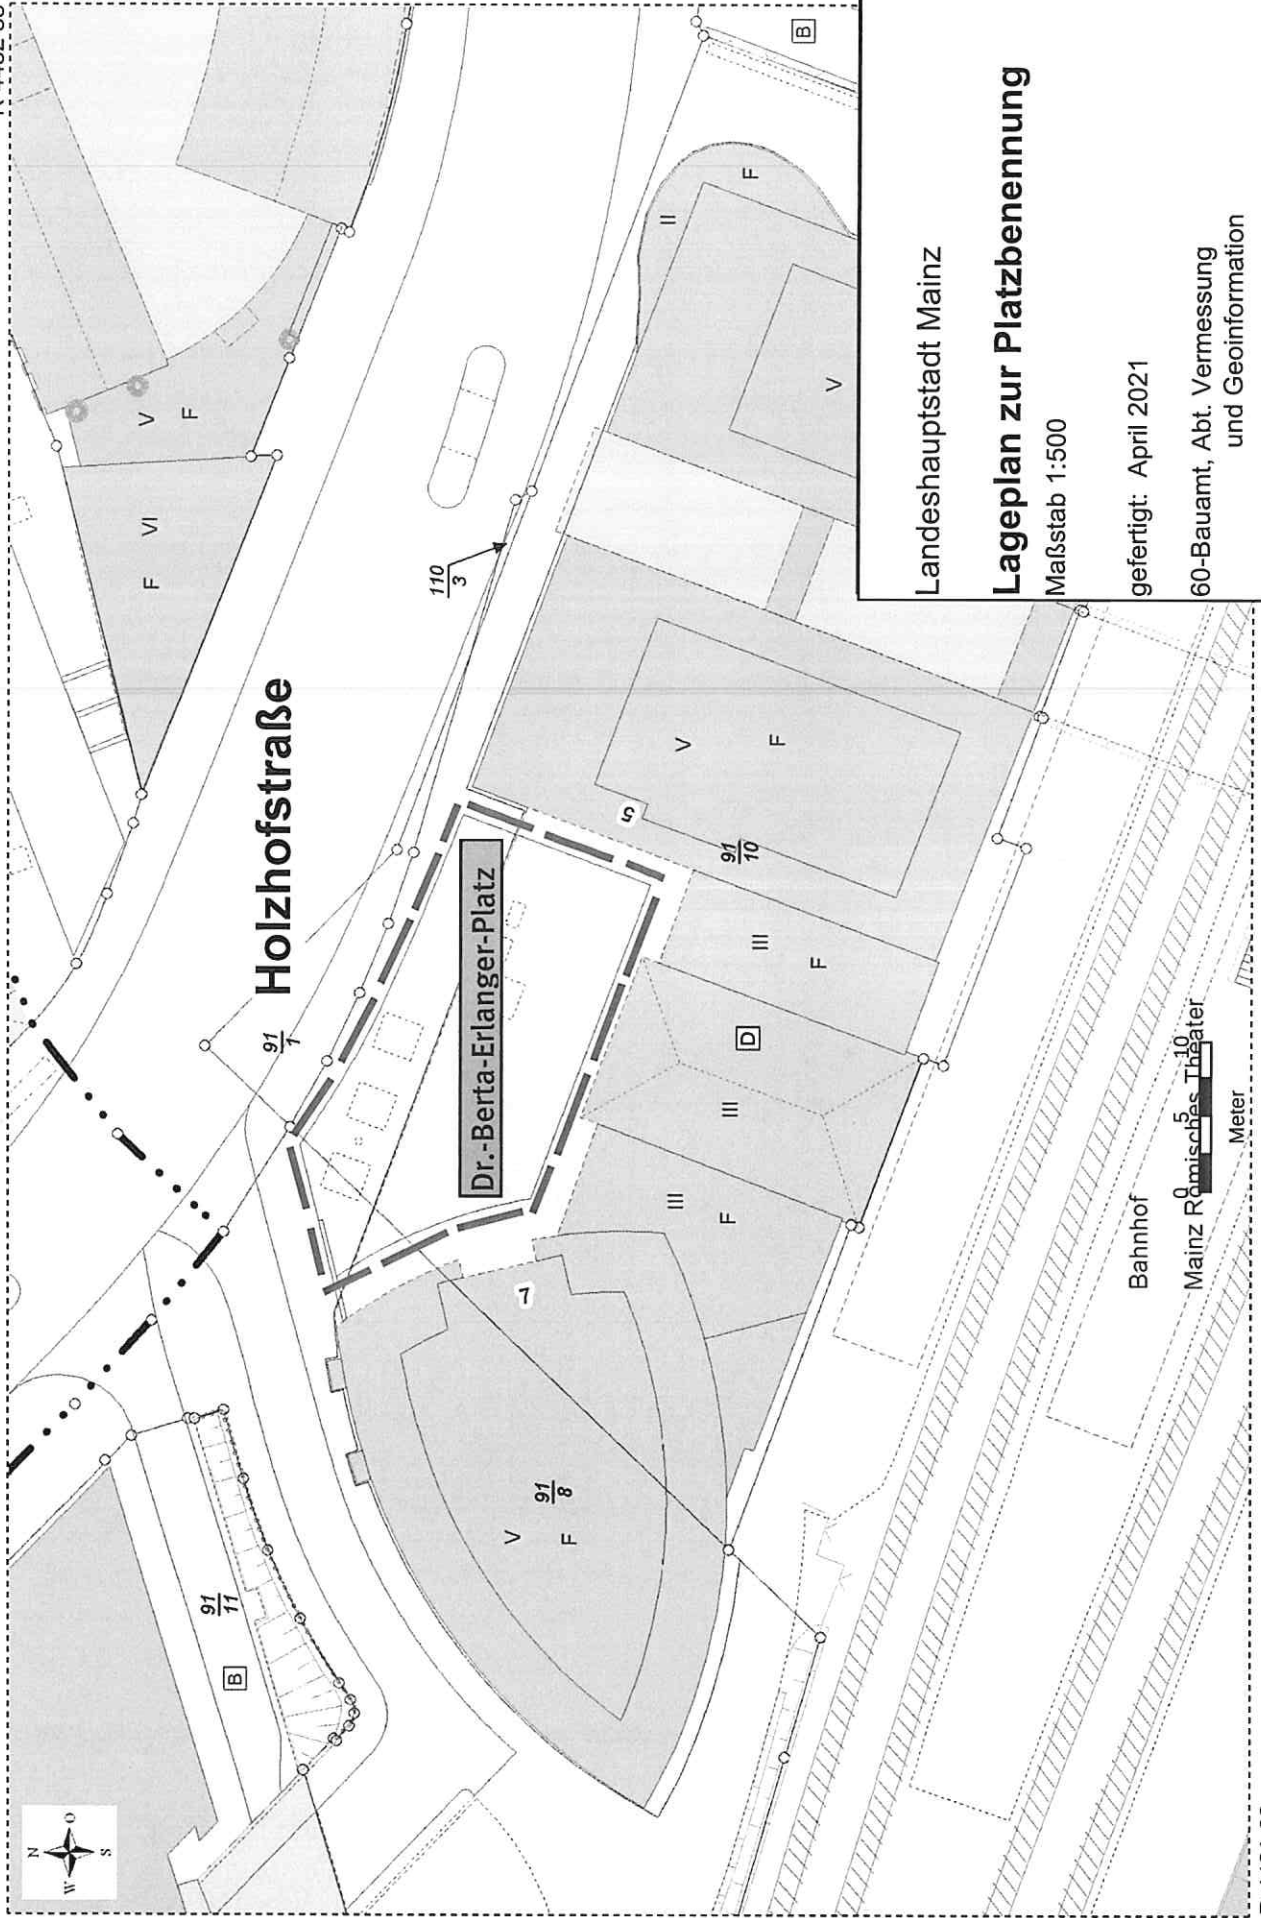 N
W
O
S
Holzhofstraße
Dr.-Berta-Erlanger-Platz
V
F
F
VI
110
3
91
1
91
11
B
B
II
F
V
V
F
5
91
10
III
F
D
III
III
F
7
91
8
V
F
Bahnhof
Mainz Römisches Theater
0
5
10
Meter
Landeshauptstadt Mainz
Lageplan zur Platzbenennung
Maßstab 1:500
gefertigt: April 2021
60-Bauamt, Abt. Vermessung
und Geoinformation